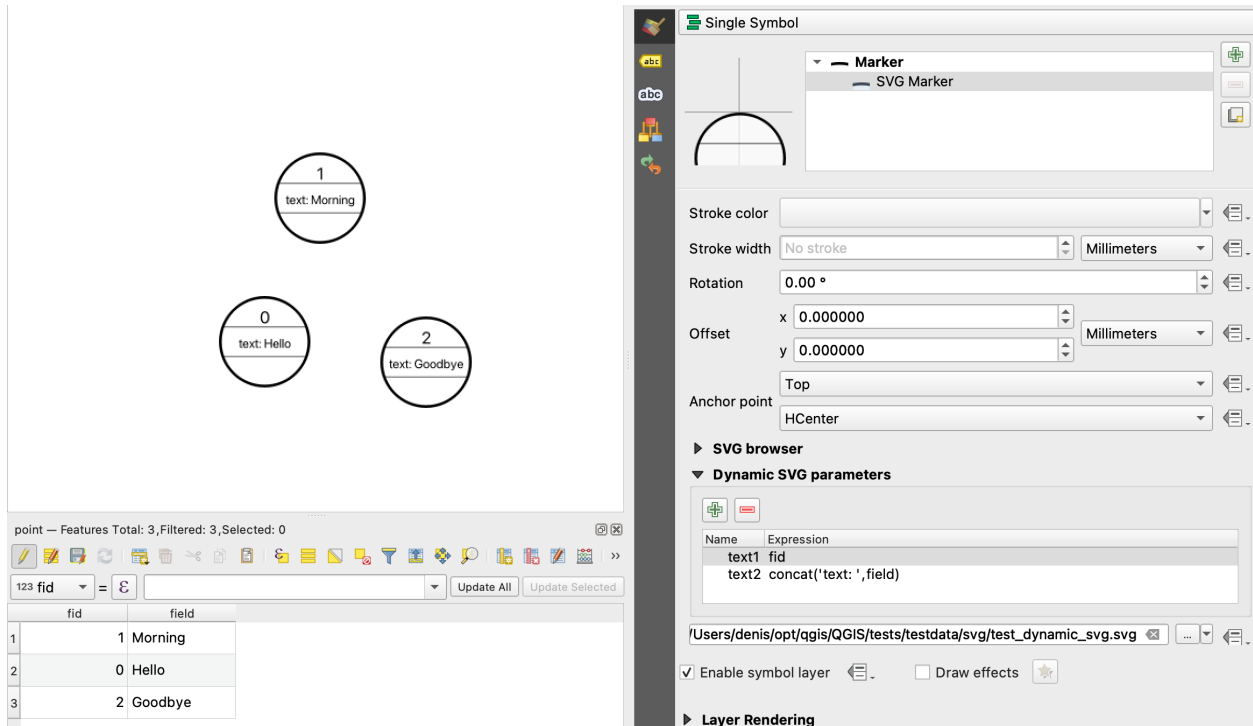 1
text: Morning
0
text: Hello
2
text: Goodbye
point — Features Total: 3,Filtered: 3,Selected: 0
»
123 fid = ε Update All Update Selected
fid field
1 1 Morning
2 0 Hello
3 2 Goodbye
abc
abc
Single Symbol
Marker
SVG Marker
Stroke color
Stroke width No stroke Millimeters
Rotation 0.00 °
Offset x 0.000000 Millimeters
y 0.000000
Anchor point Top
HCenter
SVG browser
Dynamic SVG parameters
Name Expression
text1 fid
text2 concat('text: ',field)
/Users/denis/opt/qgis/QGIS/tests/testdata/svg/test_dynamic_svg.svg ...
Enable symbol layer Draw effects
Layer Rendering